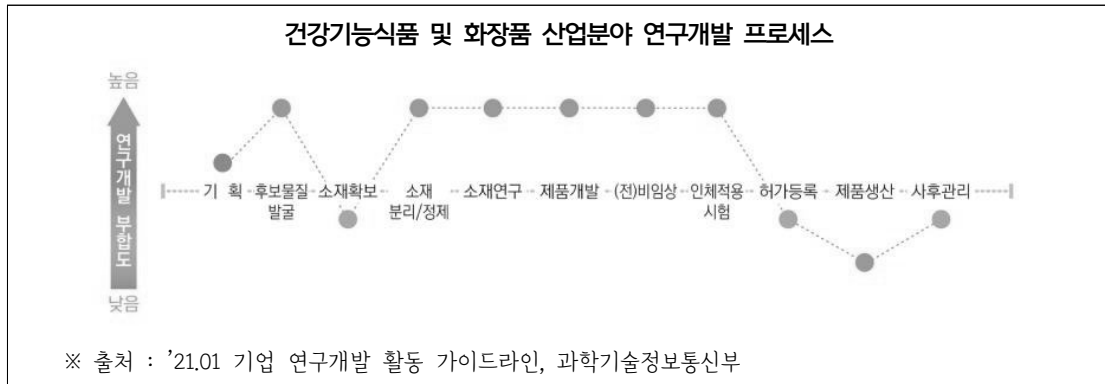 건강기능식품 및 화장품 산업분야 연구개발 프로세스
높음
연구개발 부합도
낮음
기 획 후보물질 소재확보 소재 소재연구 제품개발 (전)비임상 인체적용 허가등록 제품생산 사후관리
발굴 분리/정제 시험
※ 출처 : ’21.01 기업 연구개발 활동 가이드라인, 과학기술정보통신부